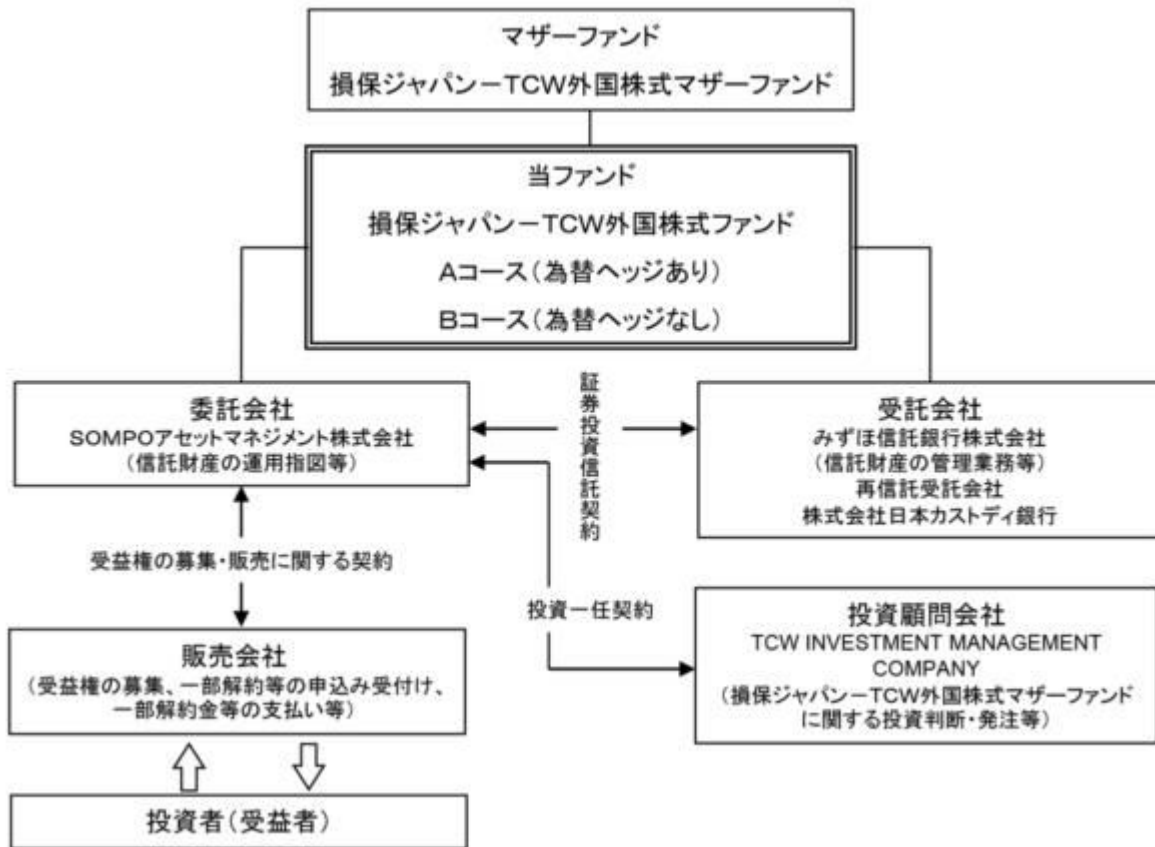 マザーファンド
損保ジャパン－ＴＣＷ外国株式マザーファンド
当ファンド
損保ジャパン－ＴＣＷ外国株式ファンド
Ａコース（為替ヘッジあり）
Ｂコース（為替ヘッジなし）
委託会社
ＳＯＭＰＯアセットマネジメント株式会社
（信託財産の運用指図等）
証券投資信託契約
受託会社
みずほ信託銀行株式会社
（信託財産の管理業務等）
再信託受託会社
株式会社日本カストディ銀行
受益権の募集・販売に関する契約
投資一任契約
販売会社
（受益権の募集、一部解約等の申込み受付け、
一部解約金等の支払い等）
投資顧問会社
TCW INVESTMENT MANAGEMENT
COMPANY
（損保ジャパン－ＴＣＷ外国株式マザーファンド
に関する投資判断・発注等）
投資者（受益者）